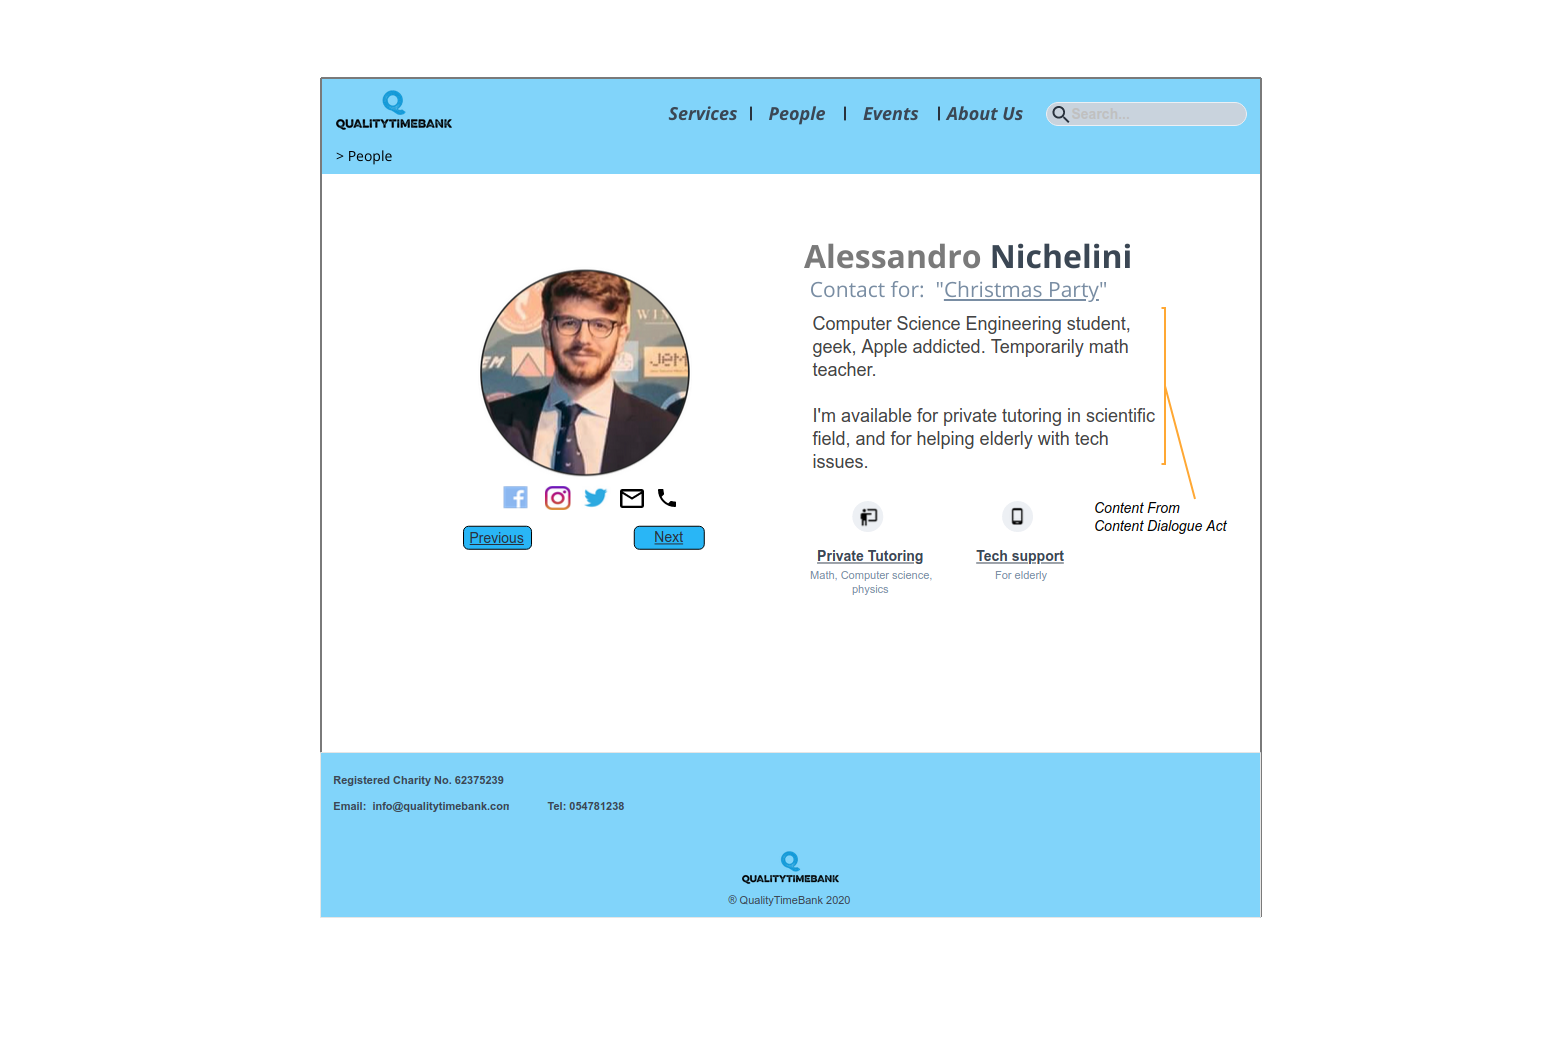 QUALITYTIMEBANK
Services | People | Events | About Us
Search...
> People
Alessandro Nichelini
Contact for: "Christmas Party"
Computer Science Engineering student,
geek, Apple addicted. Temporarily math
teacher.
I'm available for private tutoring in scientific
field, and for helping elderly with tech
issues.
WIN
EM
JEM
Previous
Next
Content From
Content Dialogue Act
Private Tutoring
Math, Computer science,
physics
Tech support
For elderly
Registered Charity No. 62375239
Email: info@qualitytimebank.con
Tel: 054781238
QUALITYTIMEBANK
® QualityTimeBank 2020